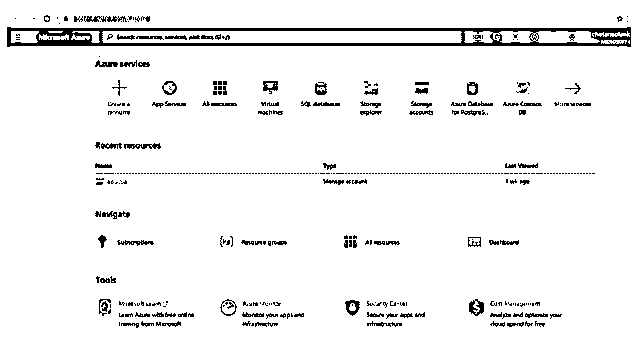 Microsoft Azure
Search resources, services, and docs (G+/)
Azure services
Create a resource
App Services
All resources
Virtual machines
SQL databases
Storage explorer
Storage accounts
Azure Database for PostgreS...
Azure Cosmos DB
More services
Recent resources
Name Type Last Viewed
Storage account 1 wk ago
Navigate
Subscriptions Resource groups All resources Dashboard
Tools
Microsoft Learn
Learn Azure with free online
training from Microsoft
Azure Monitor
Monitor your apps and
infrastructure
Security Center
Secure your apps and
infrastructure
Cost Management
Analyze and optimize your
cloud spend for free